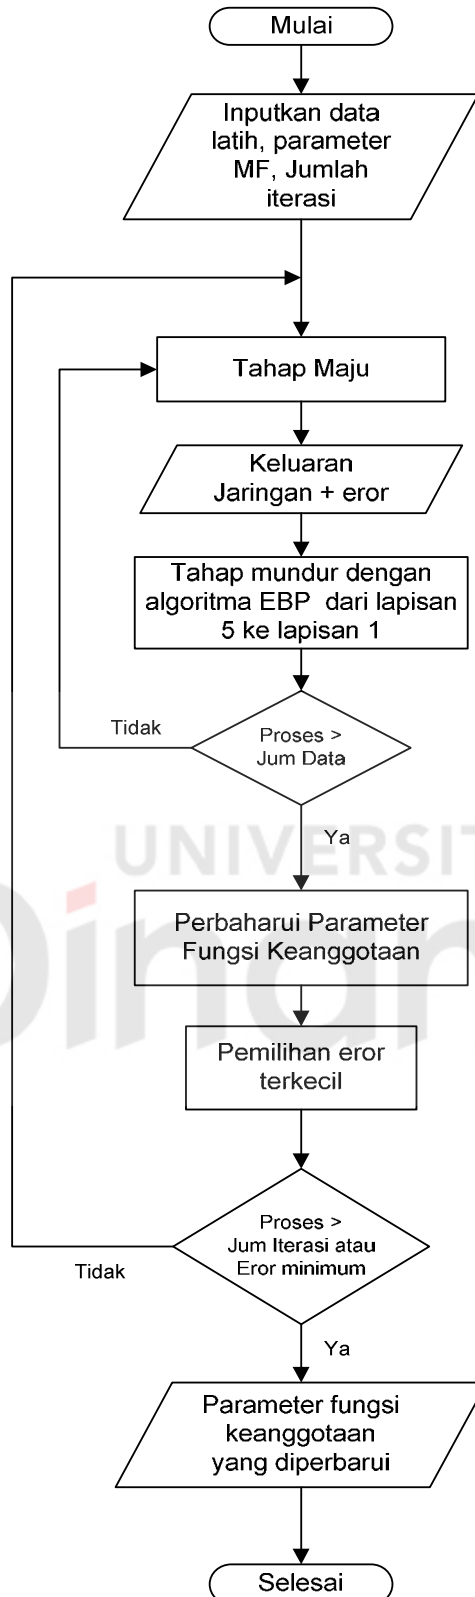 Mulai
Inputkan data
latih, parameter
MF, Jumlah
iterasi
Tahap Maju
Keluaran
Jaringan + eror
Tahap mundur dengan
algoritma EBP dari lapisan
5 ke lapisan 1
Tidak
Proses >
Jum Data
Ya
UNIVERSIT
Dinam
Perbaharui Parameter
Fungsi Keanggotaan
Pemilihan eror
terkecil
Proses >
Jum Iterasi atau
Eror minimum
Tidak
Ya
Parameter fungsi
keanggotaan
yang diperbarui
Selesai